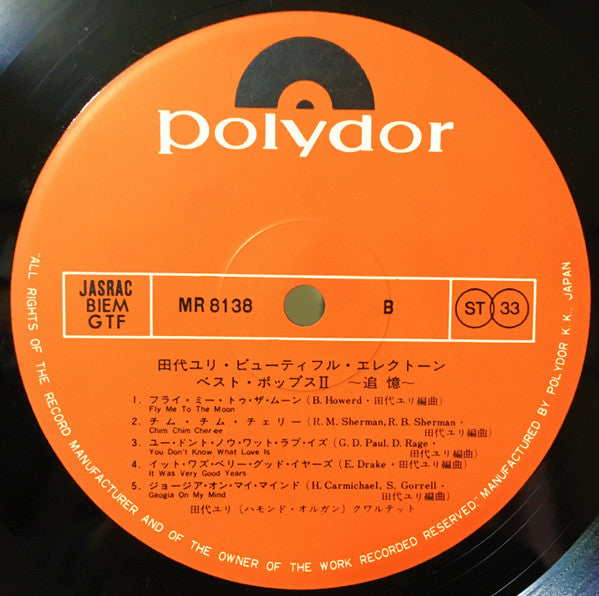 polydor
JASRAC
BIEM
GTF
MR 8138
B
ST 33
田代ユリ・ビューティフル・エレクトーン
ベスト・ポップスⅡ ～追 憶～
1. フライ・ミー・トゥ・ザ・ムーン (B. Howerd・田代ユリ編曲)
Fly Me To The Moon
2. チ ム・チ ム・チ ェ リ ー (R. M. Sherman, R. B. Sherman・
Chim Chim Cher-ee 田代ユリ編曲)
3. ユー・ドント・ノウ・ワット・ラブ・イズ (G. D. Paul, D. Rage・
You Don't Know What Love Is 田代ユリ編曲)
4. イット・ワズ・ベリー・グッド・イヤーズ (E. Drake・田代ユリ編曲)
It Was Very Good Years
5. ジョージア・オン・マイ・マインド (H. Carmichael, S. Gorrell・
Geogia On My Mind 田代ユリ編曲)
田代ユリ (ハモンド・オルガン) クワルテット
"ALL RIGHTS OF THE RECORD MANUFACTURER AND OF THE OWNER OF THE WORK RECORDED RESERVED." MANUFACTURED BY POLYDOR K.K., JAPAN